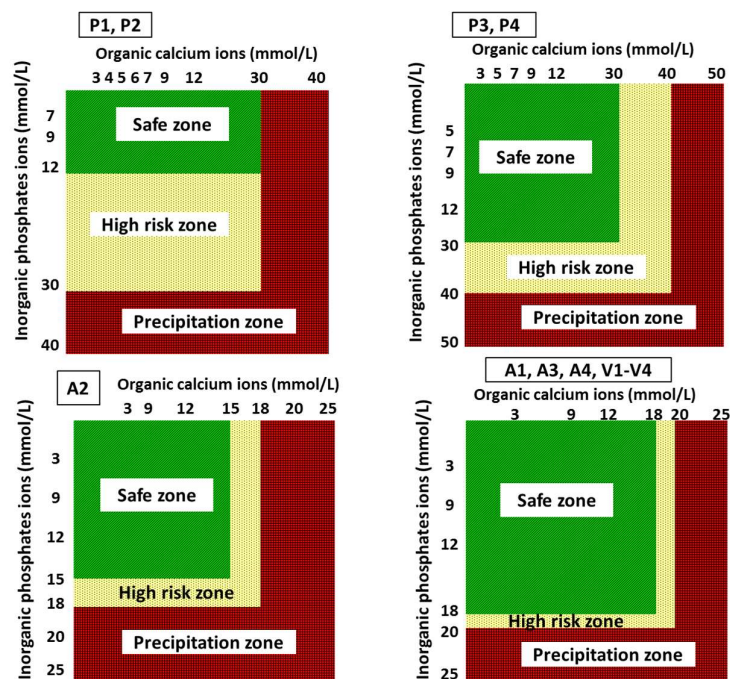 P1, P2
Organic calcium ions (mmol/L)
3 4 5 6 7 9 12 30 40
Inorganic phosphates ions (mmol/L)
7
9
12
30
40
Safe zone
High risk zone
Precipitation zone
P3, P4
Organic calcium ions (mmol/L)
3 5 7 9 12 30 40 50
Inorganic phosphates ions (mmol/L)
5
7
9
12
30
40
50
Safe zone
High risk zone
Precipitation zone
A2
Organic calcium ions (mmol/L)
3 9 12 15 18 20 25
Inorganic phosphates ions (mmol/L)
3
9
12
15
18
20
25
Safe zone
High risk zone
Precipitation zone
A1, A3, A4, V1-V4
Organic calcium ions (mmol/L)
3 9 12 18 20 25
Inorganic phosphates ions (mmol/L)
3
9
12
18
20
25
Safe zone
High risk zone
Precipitation zone